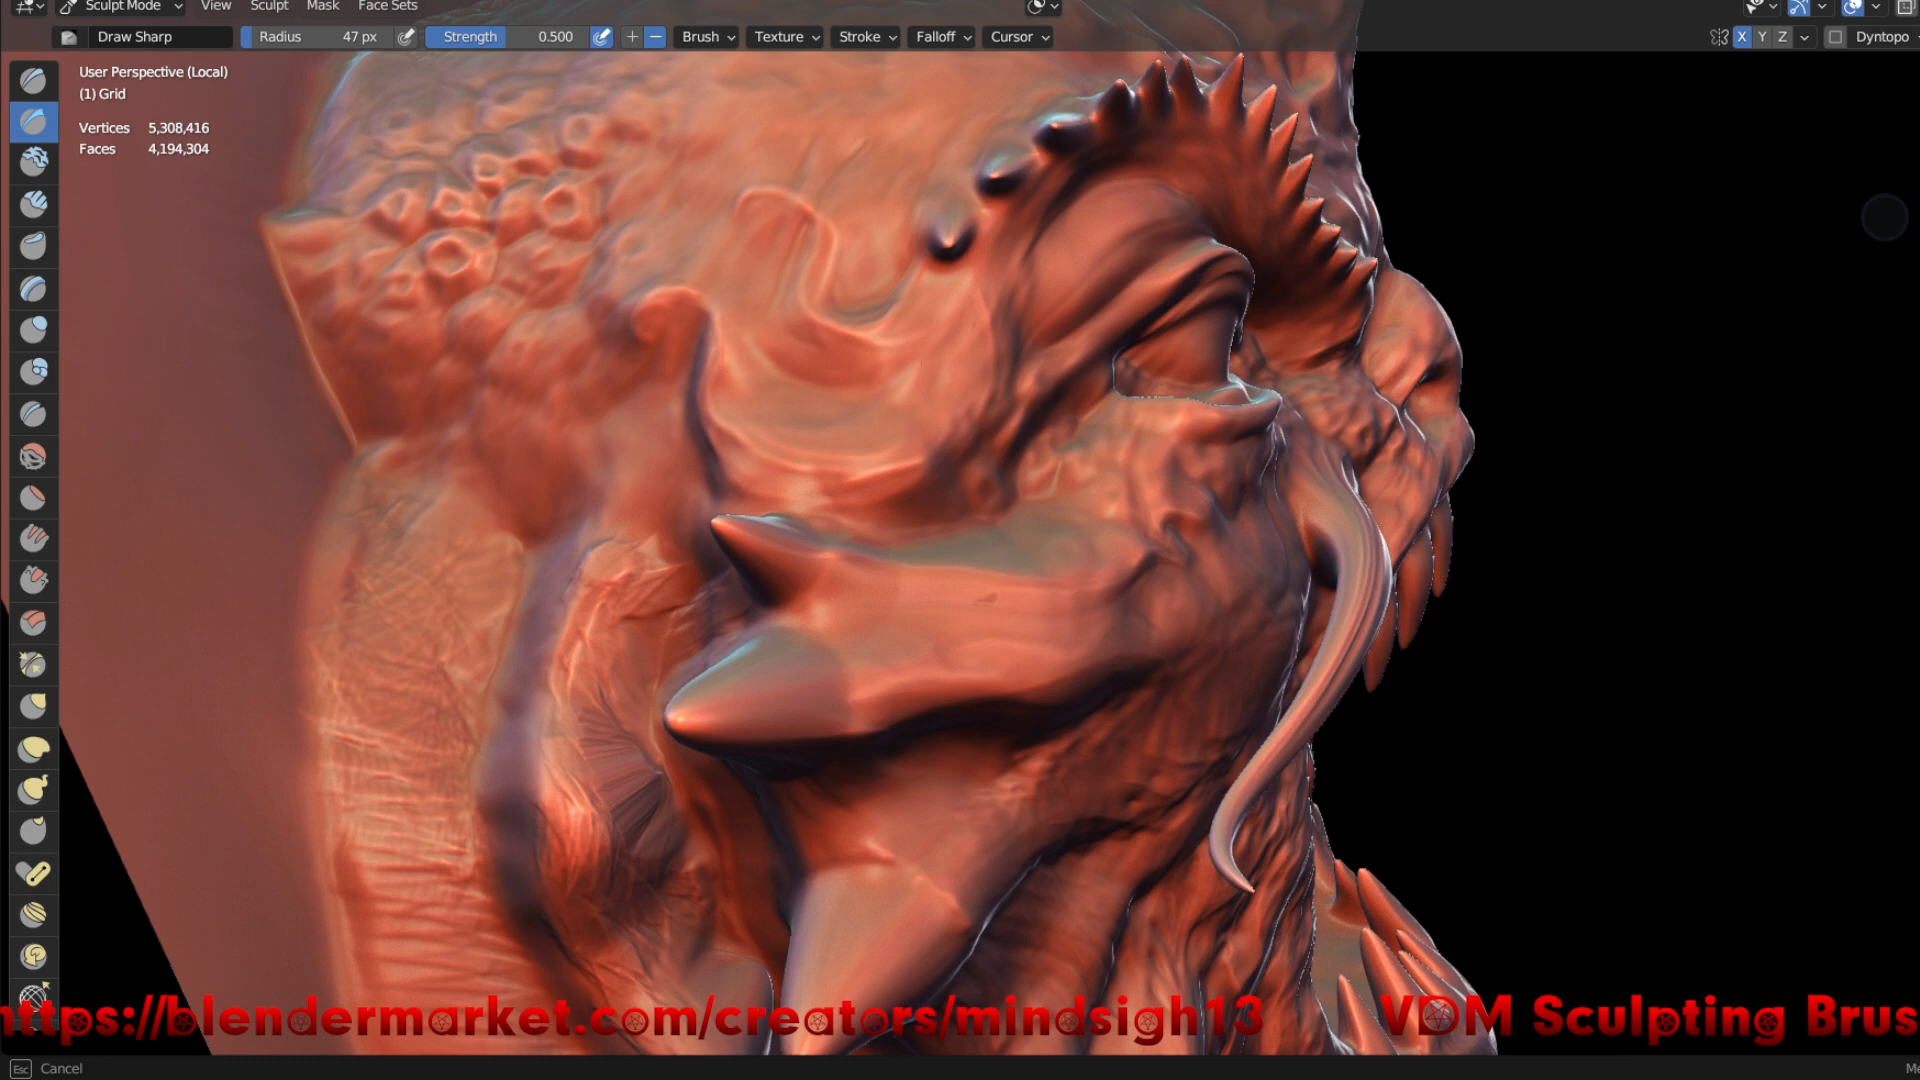 Sculpt Mode View Sculpt Mask Face Sets
Draw Sharp Radius 47 px Strength 0.500 Brush Texture Stroke Falloff Cursor X Y Z Dyntopo
User Perspective (Local)
(1) Grid
Vertices 5,308,416
Faces 4,194,304
https://blendermarket.com/creators/mindsigh13 VDM Sculpting Brus
Esc Cancel Me